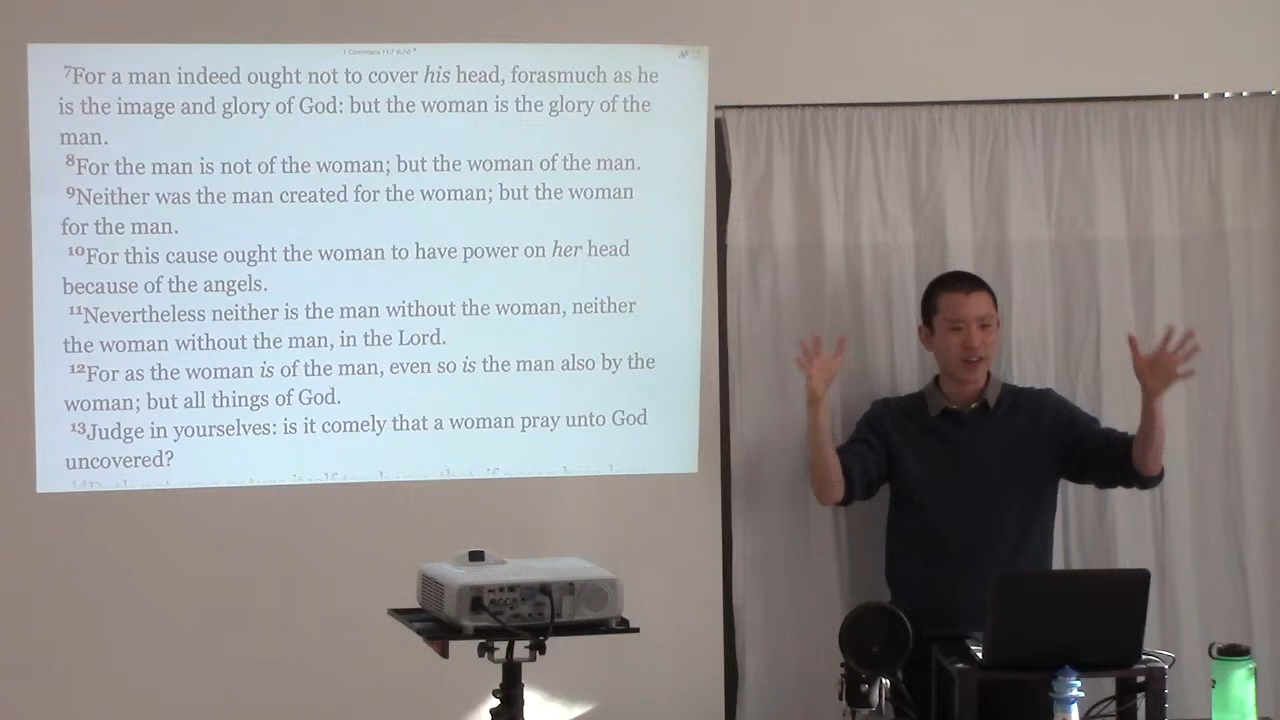 1 Corinthians 11:7 (KJV)
7For a man indeed ought not to cover his head, forasmuch as he
is the image and glory of God: but the woman is the glory of the
man.
8For the man is not of the woman; but the woman of the man.
9Neither was the man created for the woman; but the woman
for the man.
10For this cause ought the woman to have power on her head
because of the angels.
11Nevertheless neither is the man without the woman, neither
the woman without the man, in the Lord.
12For as the woman is of the man, even so is the man also by the
woman; but all things of God.
13Judge in yourselves: is it comely that a woman pray unto God
uncovered?